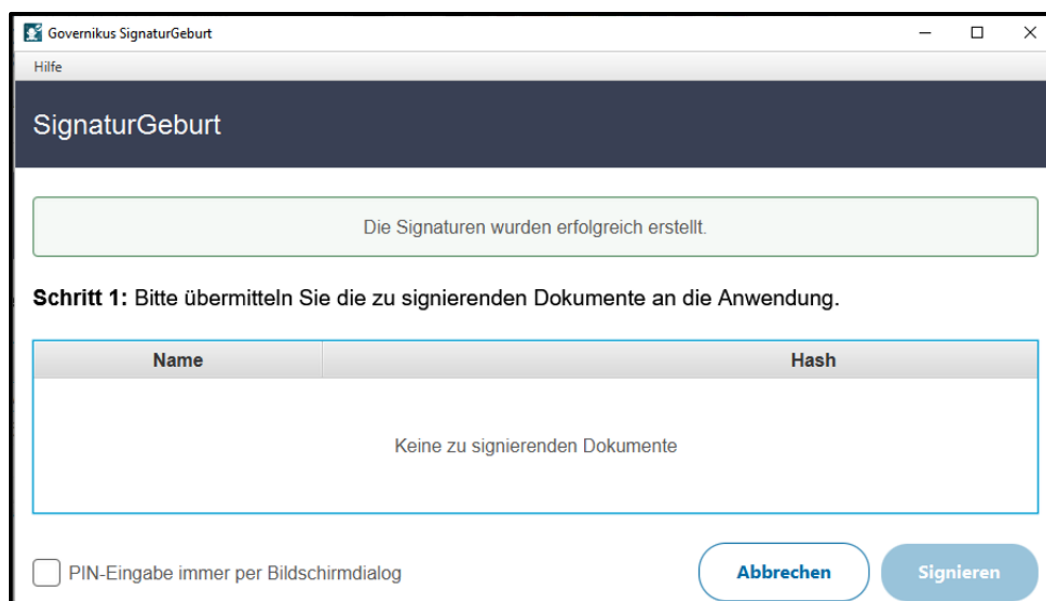 Governikus SignaturGeburt
Hilfe
SignaturGeburt
Die Signaturen wurden erfolgreich erstellt.
Schritt 1: Bitte übermitteln Sie die zu signierenden Dokumente an die Anwendung.
Name Hash
Keine zu signierenden Dokumente
PIN-Eingabe immer per Bildschirmdialog Abbrechen Signieren